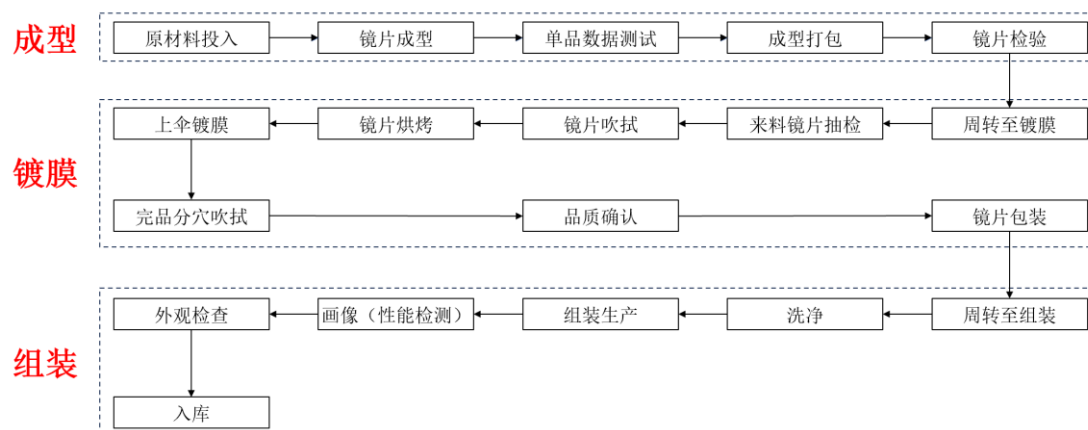 成型
原材料投入
镜片成型
单品数据测试
成型打包
镜片检验
镀膜
上伞镀膜
镜片烘烤
镜片吹拭
来料镜片抽检
周转至镀膜
完品分穴吹拭
品质确认
镜片包装
组装
外观检查
画像（性能检测）
组装生产
洗净
周转至组装
入库